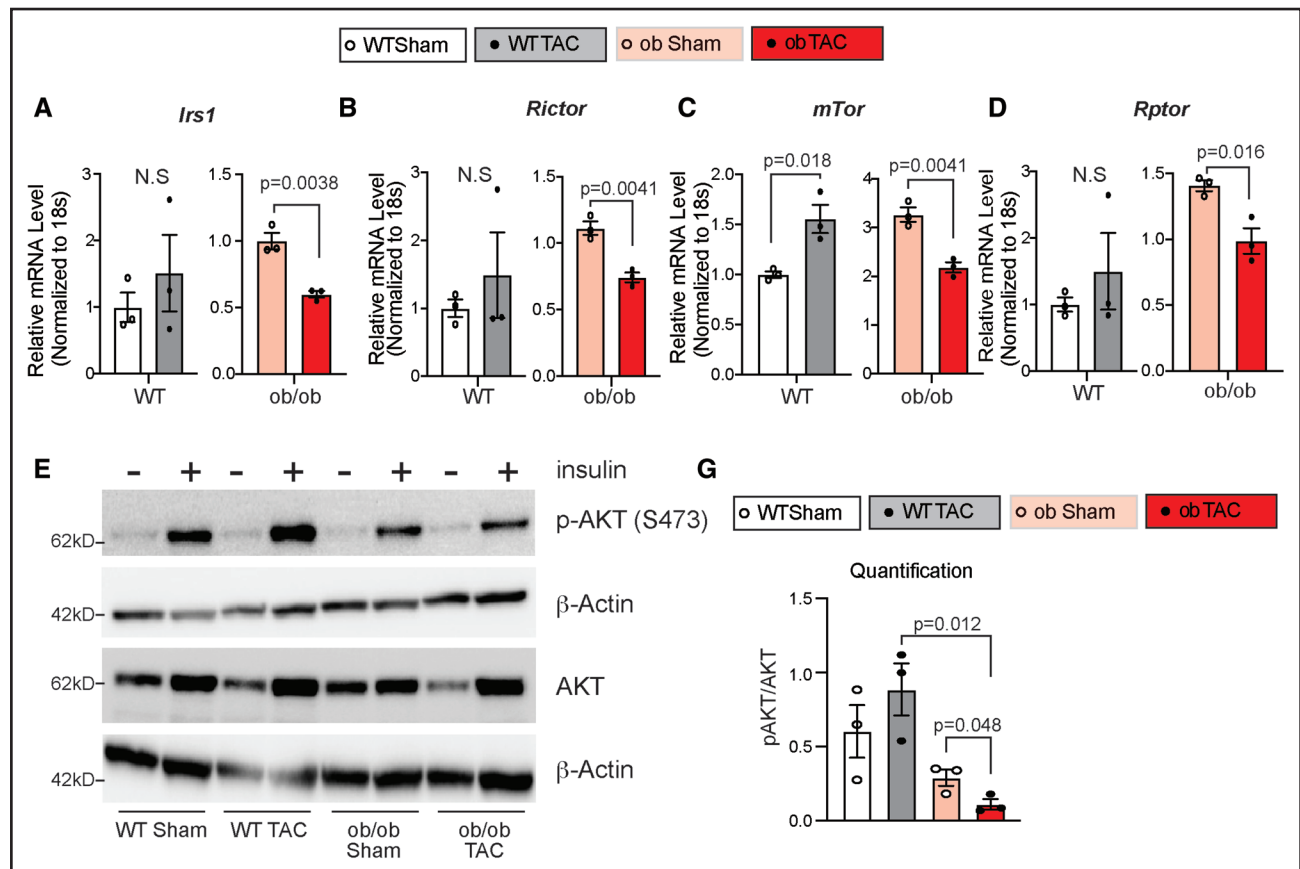 WTSham WTTAC ob Sham obTAC
A Irs1
B Rictor
C mTor
D Rptor
Relative mRNA Level
(Normalized to 18s)
3
2
1
0
N.S
WT
1.5
1.0
0.5
0.0
p=0.0038
ob/ob
Relative mRNA Level
(Normalized to 18s)
3
2
1
0
N.S
WT
1.5
1.0
0.5
0.0
p=0.0041
ob/ob
Relative mRNA Level
(Normalized to 18s)
2.0
1.5
1.0
0.5
0.0
p=0.018
WT
4
3
2
1
0
p=0.0041
ob/ob
Relative mRNA Level
(Normalized to 18s)
3
2
1
0
N.S
WT
1.5
1.0
0.5
0.0
p=0.016
ob/ob
E
- + - + - + - + insulin
62kD p-AKT (S473)
42kD β-Actin
62kD AKT
42kD β-Actin
WT Sham WT TAC ob/ob
Sham
ob/ob
TAC
G
WTSham WTTAC ob Sham obTAC
Quantification
pAKT/AKT
1.5
1.0
0.5
0.0
p=0.012
p=0.048